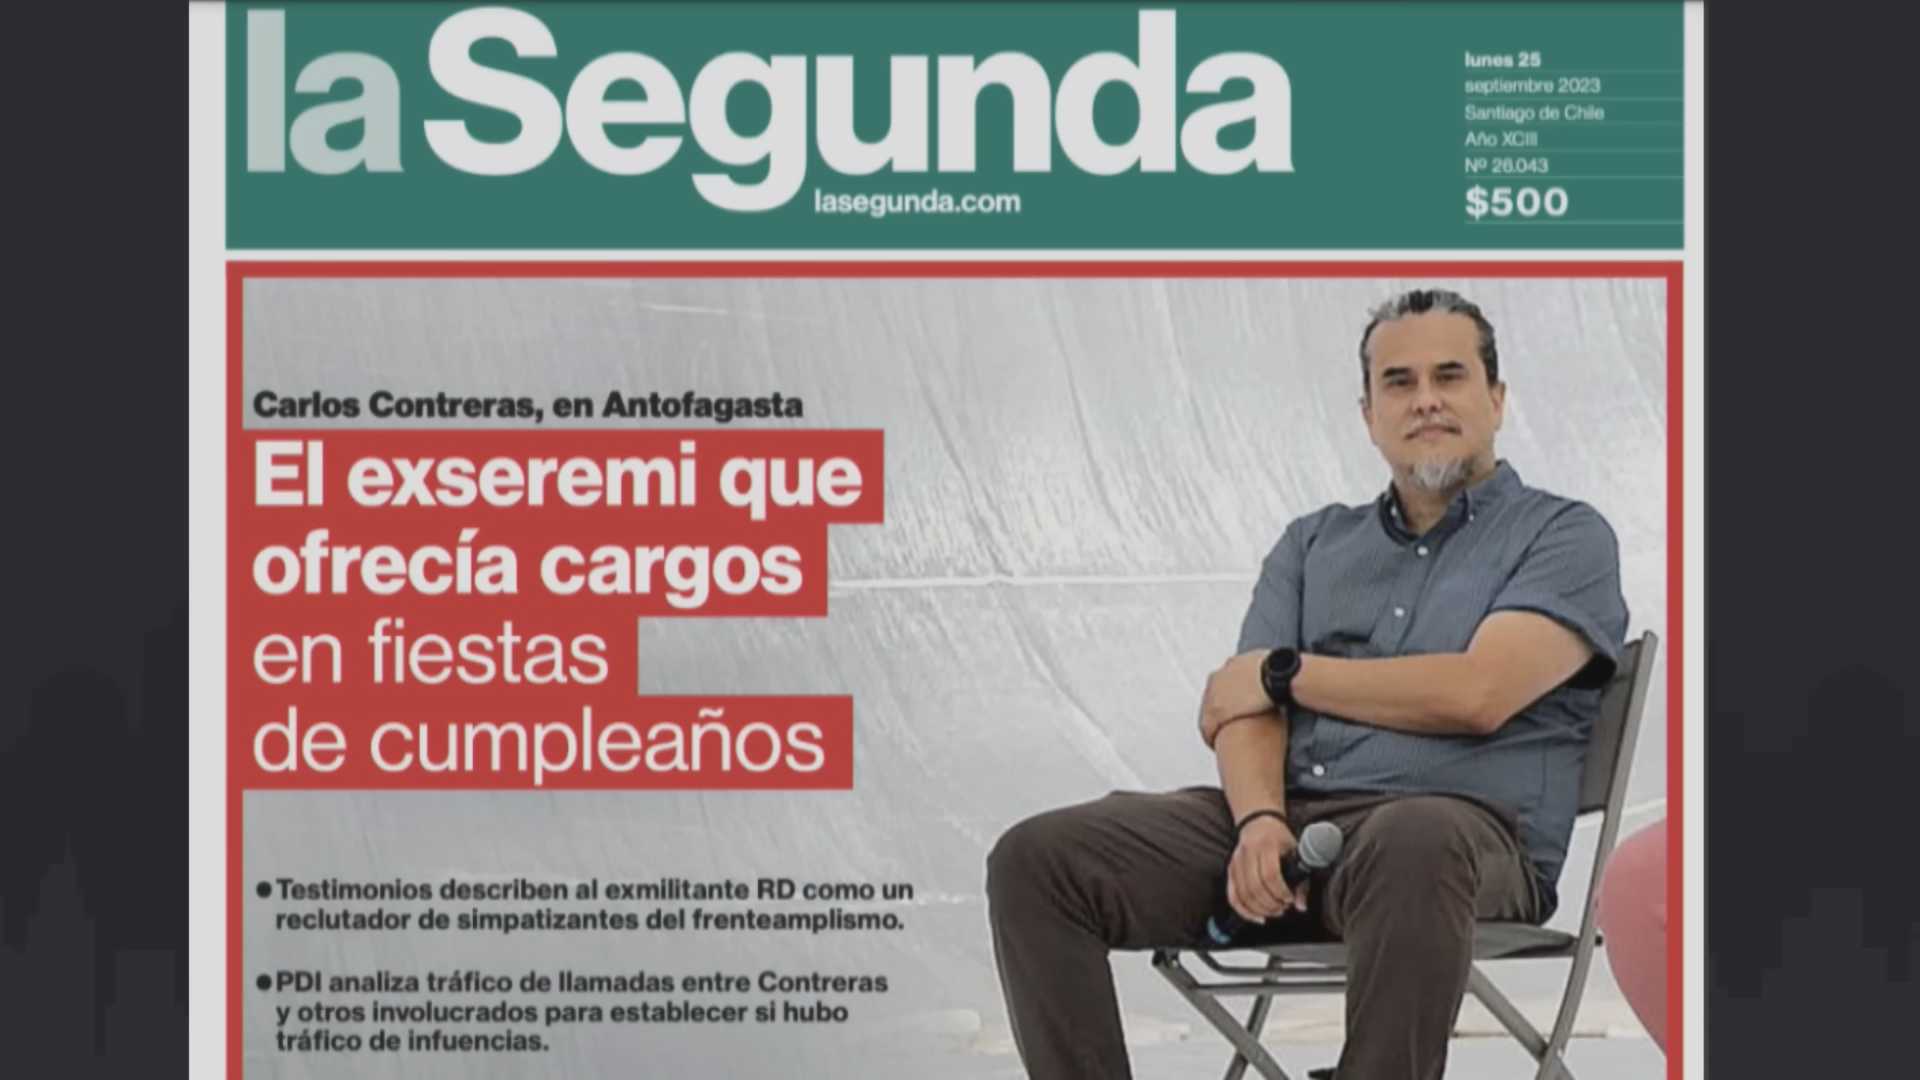 laSegunda
lasegunda.com
lunes 25
septiembre 2023
Santiago de Chile
Año XCIII
Nº 26.043
$500
Carlos Contreras, en Antofagasta
El exseremi que
ofrecía cargos
en fiestas
de cumpleaños
●Testimonios describen al exmilitante RD como un
reclutador de simpatizantes del frenteamplismo.
●PDI analiza tráfico de llamadas entre Contreras
y otros involucrados para establecer si hubo
tráfico de infuencias.